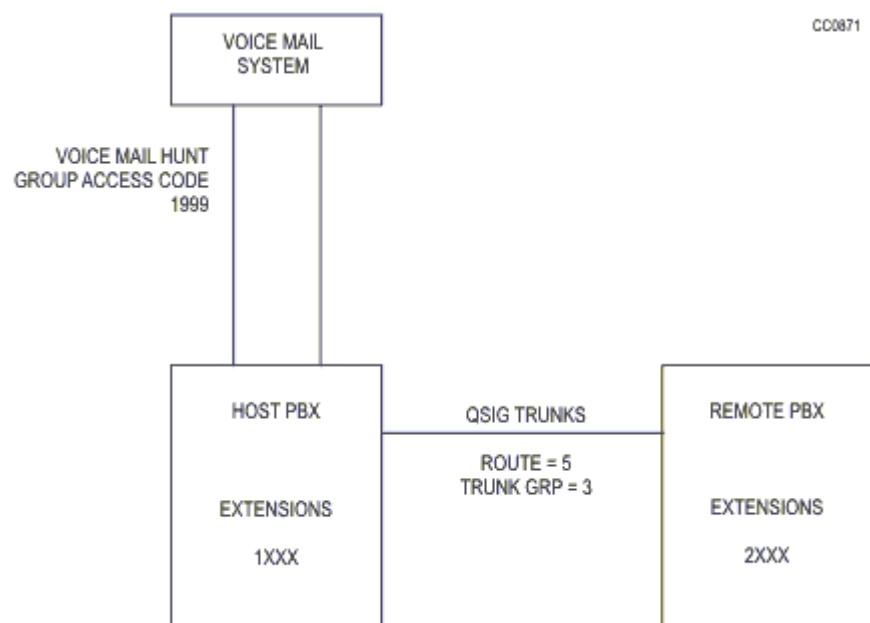 CC0871
VOICE MAIL
SYSTEM
VOICE MAIL HUNT
GROUP ACCESS CODE
1999
HOST PBX
EXTENSIONS
1XXX
QSIG TRUNKS
ROUTE = 5
TRUNK GRP = 3
REMOTE PBX
EXTENSIONS
2XXX